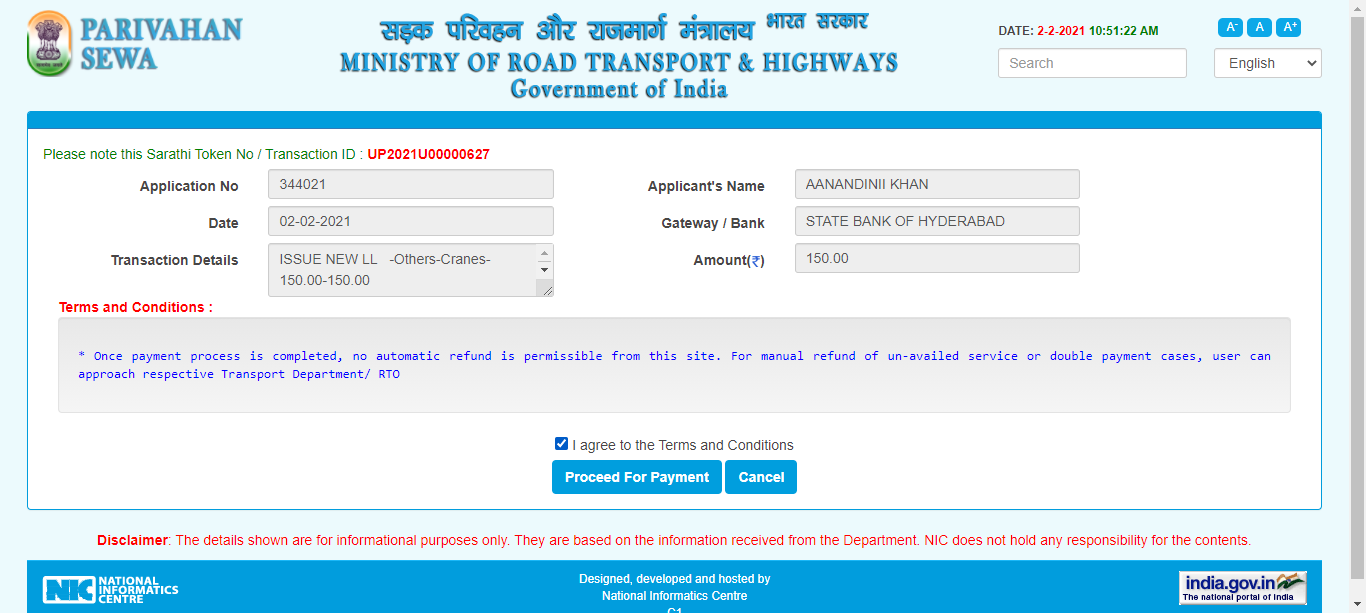 PARIVAHAN
SEWA
सड़क परिवहन और राजमार्ग मंत्रालय भारत सरकार
MINISTRY OF ROAD TRANSPORT & HIGHWAYS
Government of India
DATE: 2-2-2021 10:51:22 AM
A- A A+
Search
English
Please note this Sarathi Token No / Transaction ID : UP2021U00000627
Application No 344021 Applicant's Name AANANDINII KHAN
Date 02-02-2021 Gateway / Bank STATE BANK OF HYDERABAD
Transaction Details ISSUE NEW LL -Others-Cranes- Amount(₹) 150.00
150.00-150.00
Terms and Conditions :
* Once payment process is completed, no automatic refund is permissible from this site. For manual refund of un-availed service or double payment cases, user can
approach respective Transport Department/ RTO
I agree to the Terms and Conditions
Proceed For Payment Cancel
Disclaimer: The details shown are for informational purposes only. They are based on the information received from the Department. NIC does not hold any responsibility for the contents.
NIC NATIONAL
INFORMATICS
CENTRE
Designed, developed and hosted by
National Informatics Centre
india.gov.in
The national portal of India